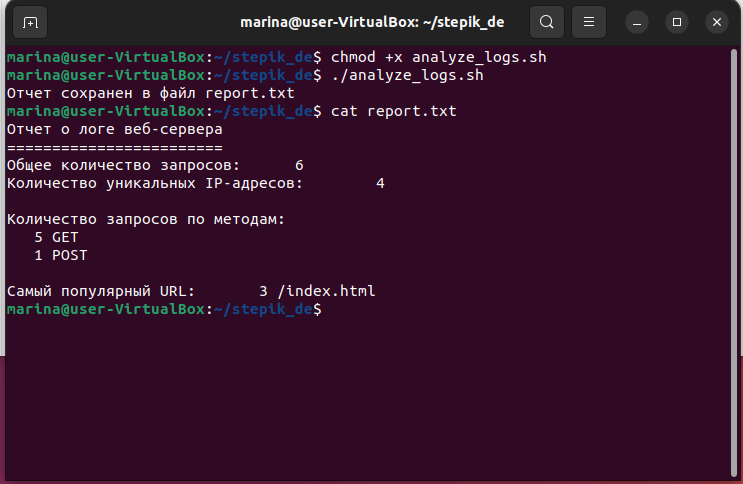 marina@user-VirtualBox: ~/stepik_de
marina@user-VirtualBox:~/stepik_de$ chmod +x analyze_logs.sh
marina@user-VirtualBox:~/stepik_de$ ./analyze_logs.sh
Отчет сохранен в файл report.txt
marina@user-VirtualBox:~/stepik_de$ cat report.txt
Отчет о логе веб-сервера
========================
Общее количество запросов:      6
Количество уникальных IP-адресов:        4
Количество запросов по методам:
   5 GET
   1 POST
Самый популярный URL:       3 /index.html
marina@user-VirtualBox:~/stepik_de$